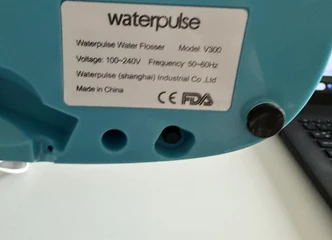 waterpulse
Waterpulse Water Flosser Model: V300
Voltage: 100~240V Frequency: 50~60Hz
Waterpulse (shanghai) Industrial Co .,Ltd
Made in China
CE FDA